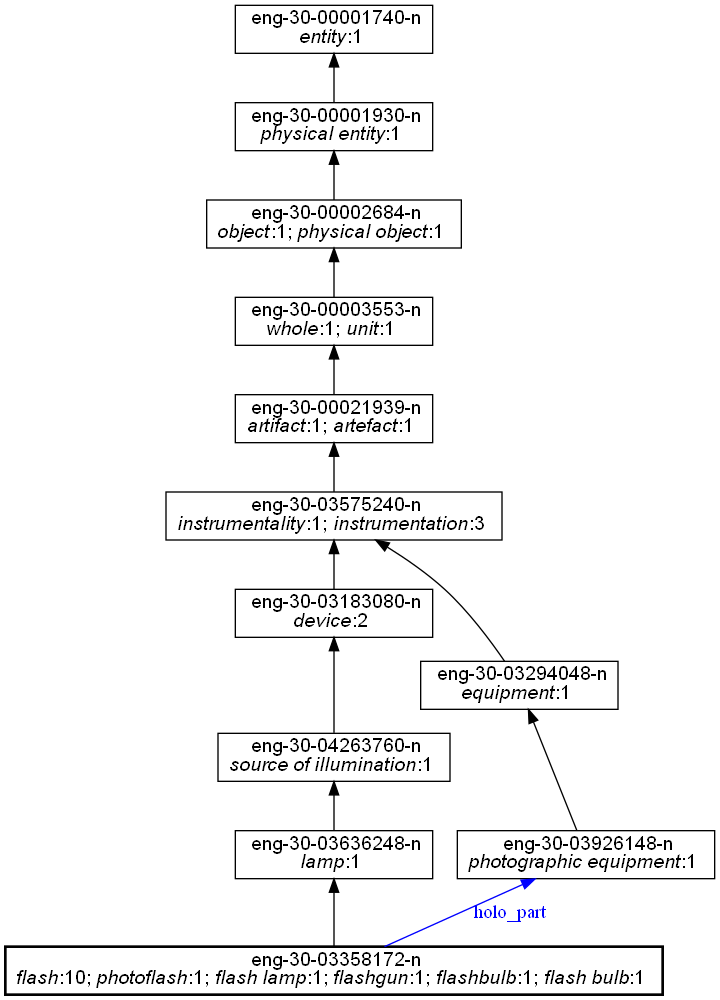 eng-30-00001740-n
entity:1
eng-30-00001930-n
physical entity:1
eng-30-00002684-n
object:1; physical object:1
eng-30-00003553-n
whole:1; unit:1
eng-30-00021939-n
artifact:1; artefact:1
eng-30-03575240-n
instrumentality:1; instrumentation:3
eng-30-03183080-n
device:2
eng-30-03294048-n
equipment:1
eng-30-04263760-n
source of illumination:1
eng-30-03636248-n
lamp:1
eng-30-03926148-n
photographic equipment:1
holo_part
eng-30-03358172-n
flash:10; photoflash:1; flash lamp:1; flashgun:1; flashbulb:1; flash bulb:1